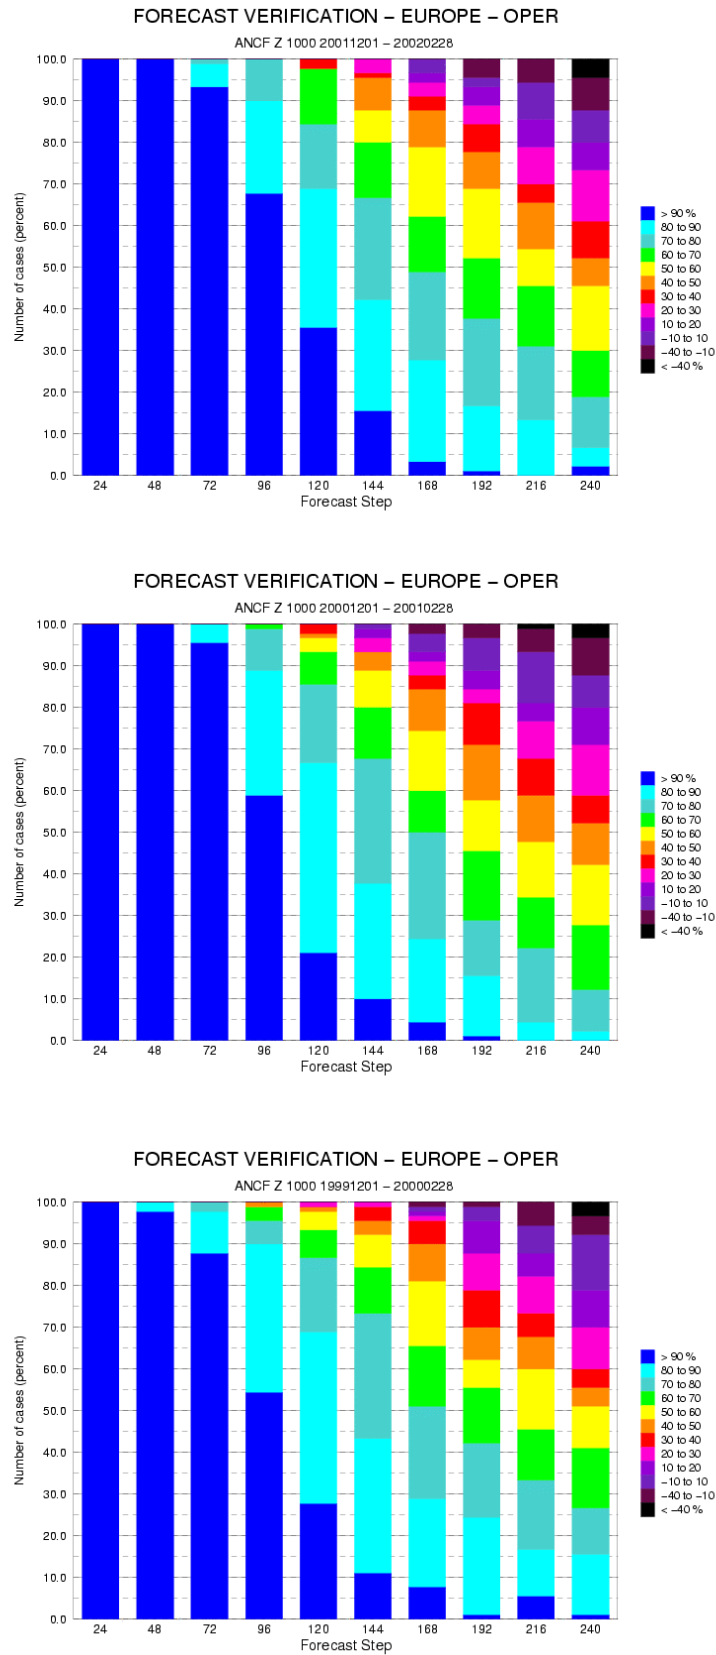 FORECAST VERIFICATION – EUROPE – OPER
ANCF Z 1000 20011201 – 20020228
100.0
90.0
80.0
70.0
60.0
50.0
40.0
30.0
20.0
10.0
0.0
Number of cases (percent)
24 48 72 96 120 144 168 192 216 240
Forecast Step
> 90 %
80 to 90
70 to 80
60 to 70
50 to 60
40 to 50
30 to 40
20 to 30
10 to 20
–10 to 10
–40 to –10
< –40 %
FORECAST VERIFICATION – EUROPE – OPER
ANCF Z 1000 20001201 – 20010228
100.0
90.0
80.0
70.0
60.0
50.0
40.0
30.0
20.0
10.0
0.0
Number of cases (percent)
24 48 72 96 120 144 168 192 216 240
Forecast Step
> 90 %
80 to 90
70 to 80
60 to 70
50 to 60
40 to 50
30 to 40
20 to 30
10 to 20
–10 to 10
–40 to –10
< –40 %
FORECAST VERIFICATION – EUROPE – OPER
ANCF Z 1000 19991201 – 20000228
100.0
90.0
80.0
70.0
60.0
50.0
40.0
30.0
20.0
10.0
0.0
Number of cases (percent)
24 48 72 96 120 144 168 192 216 240
Forecast Step
> 90 %
80 to 90
70 to 80
60 to 70
50 to 60
40 to 50
30 to 40
20 to 30
10 to 20
–10 to 10
–40 to –10
< –40 %